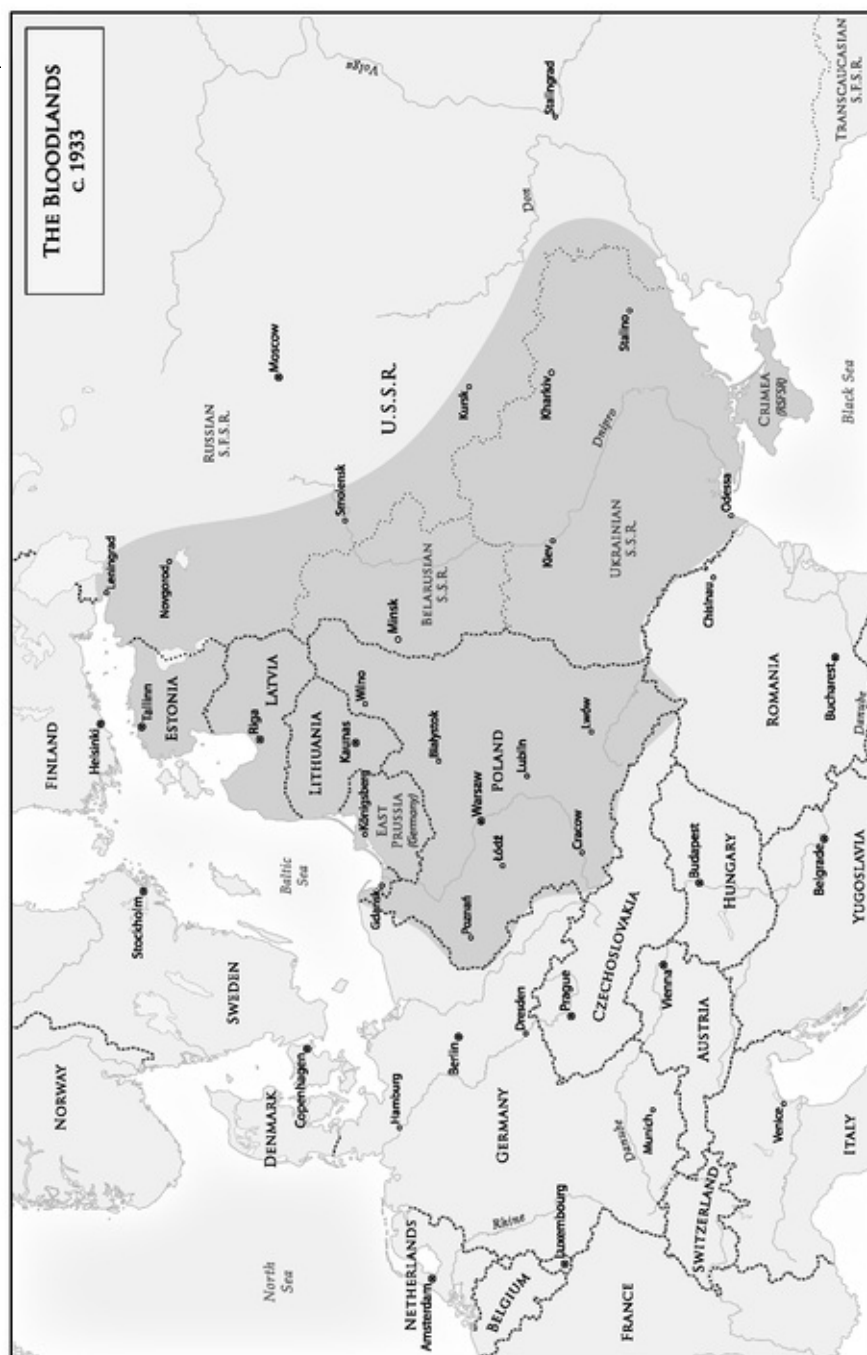 THE BLOODLANDS
c. 1933
NORWAY
SWEDEN
Stockholm
FINLAND
Helsinki
Leningrad
Novgorod
Tallinn
ESTONIA
RUSSIAN
S.F.S.R.
Moscow
Volga
North
Sea
DENMARK
Copenhagen
Baltic
Sea
Riga
LATVIA
LITHUANIA
Kaunas
Wilno
Smolensk
U.S.S.R.
NETHERLANDS
Amsterdam
Hamburg
Gdansk
Königsberg
EAST
PRUSSIA
(Germany)
Białystok
Minsk
BELARUSIAN
S.S.R.
Kursk
Don
Stalingrad
BELGIUM
Luxembourg
Rhine
GERMANY
Berlin
Dresden
Poznań
Łódź
Warsaw
POLAND
Lublin
Cracow
Lwów
Kiev
Kharkiv
Dnipro
Stalino
UKRAINIAN
S.S.R.
Prague
CZECHOSLOVAKIA
FRANCE
Danube
Munich
Vienna
AUSTRIA
SWITZERLAND
Budapest
HUNGARY
Chisinau
Odessa
CRIMEA
(RSFSR)
Venice
ITALY
Belgrade
YUGOSLAVIA
ROMANIA
Bucharest
Danube
Black Sea
TRANSCAUCASIAN
S.F.S.R.